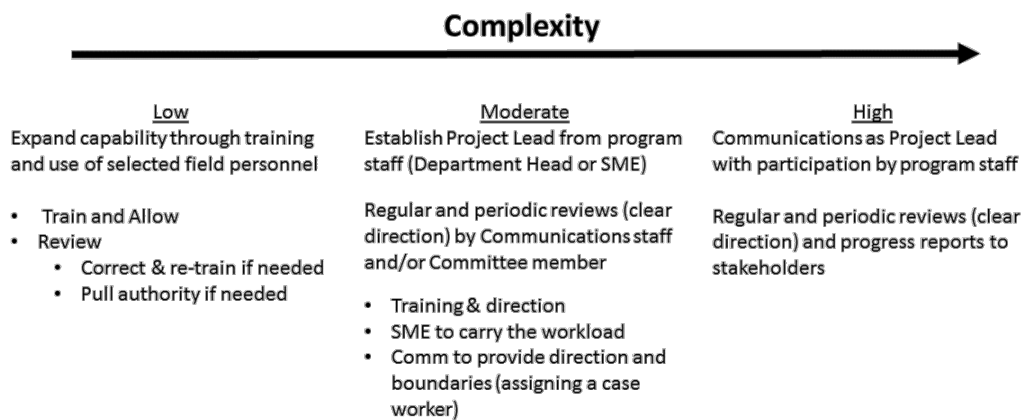 Complexity
Low
Expand capability through training
and use of selected field personnel
• Train and Allow
• Review
• Correct & re-train if needed
• Pull authority if needed
Moderate
Establish Project Lead from program
staff (Department Head or SME)
Regular and periodic reviews (clear
direction) by Communications staff
and/or Committee member
• Training & direction
• SME to carry the workload
• Comm to provide direction and
boundaries (assigning a case
worker)
High
Communications as Project Lead
with participation by program staff
Regular and periodic reviews (clear
direction) and progress reports to
stakeholders